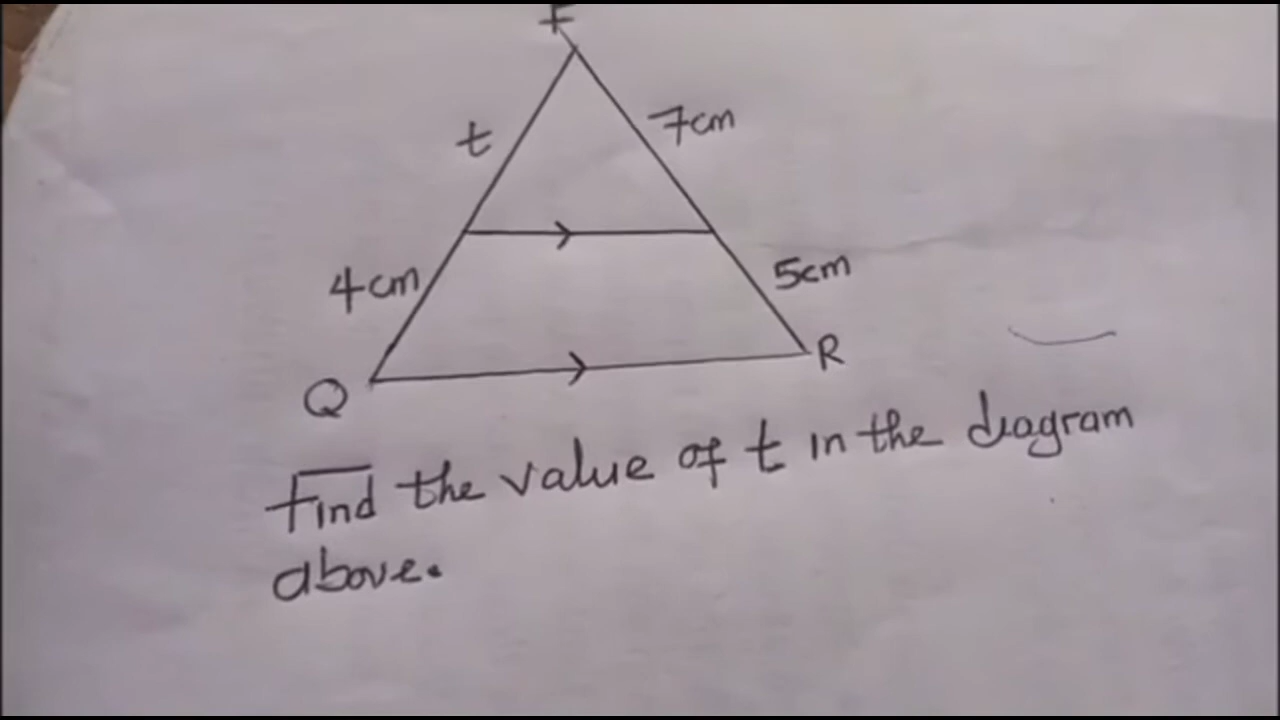 t
7cm
4cm
5cm
Q
R
Find the value of t in the diagram
above.